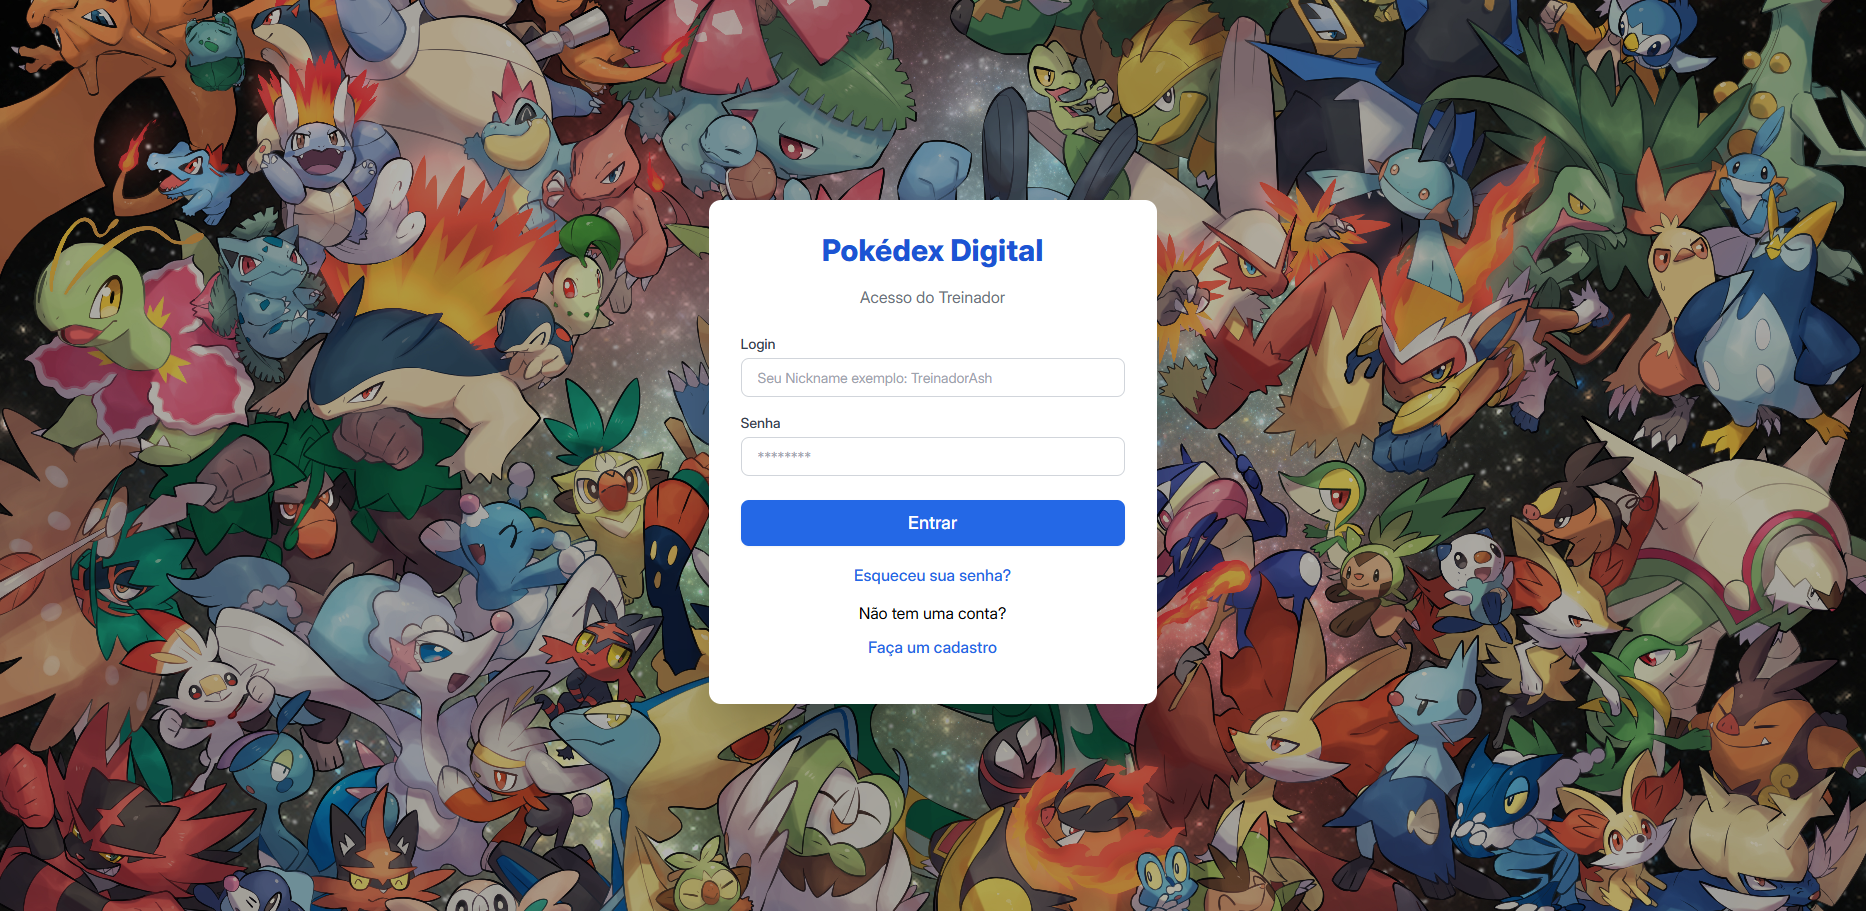 Pokédex Digital
Acesso do Treinador
Login
Seu Nickname exemplo: TreinadorAsh
Senha
********
Entrar
Esqueceu sua senha?
Não tem uma conta?
Faça um cadastro